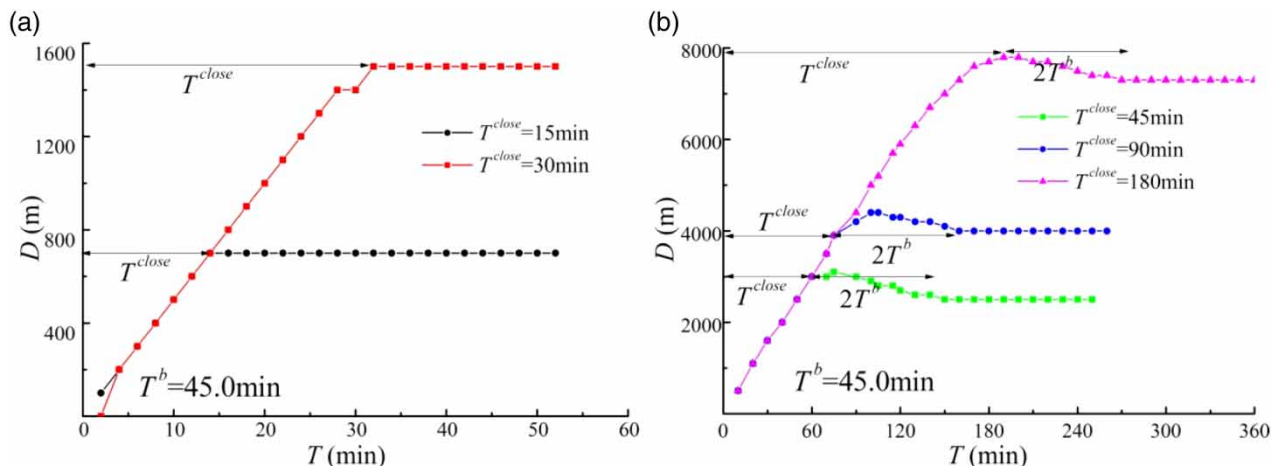 (a)
1600
1200
800
400
D (m)
T^close
T^close
T^close=15min
T^close=30min
T^b=45.0min
0
10
20
30
40
50
60
T (min)
(b)
8000
6000
4000
2000
D (m)
T^close
2T^b
T^close=45min
T^close=90min
T^close=180min
T^close
2T^b
T^close
2T^b
T^b=45.0min
0
60
120
180
240
300
360
T (min)